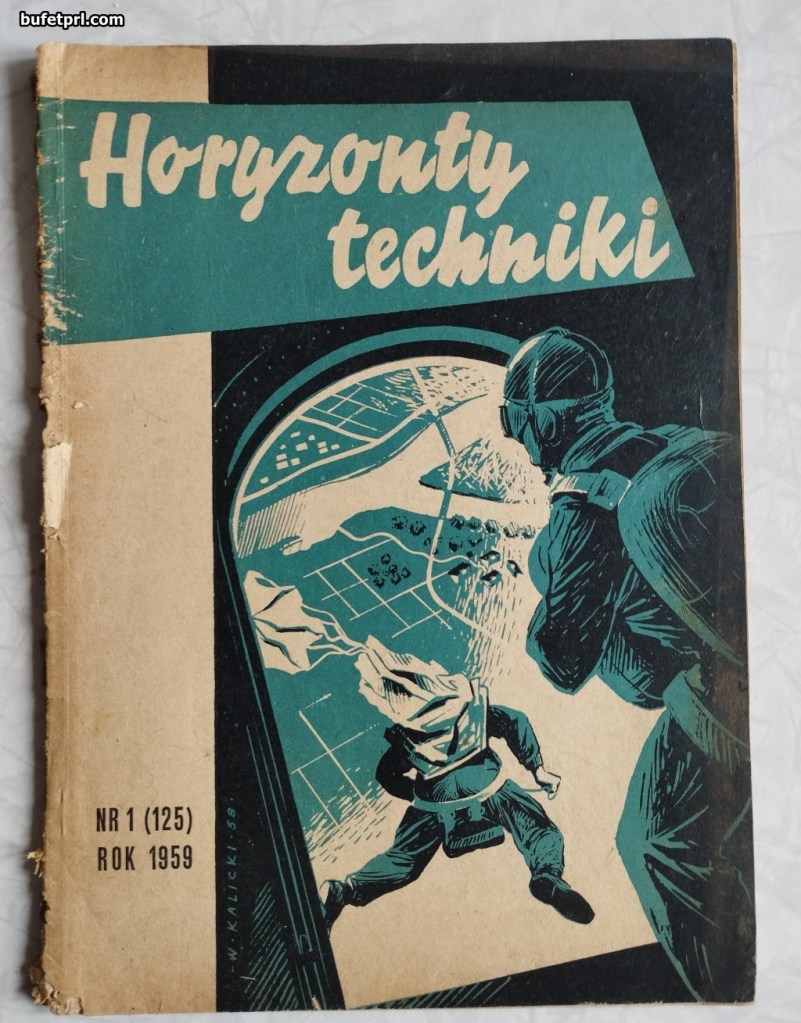 bufetprl.com
Horyzonty
techniki
NR 1 (125)
ROK 1959
W. KALICKI. 58.